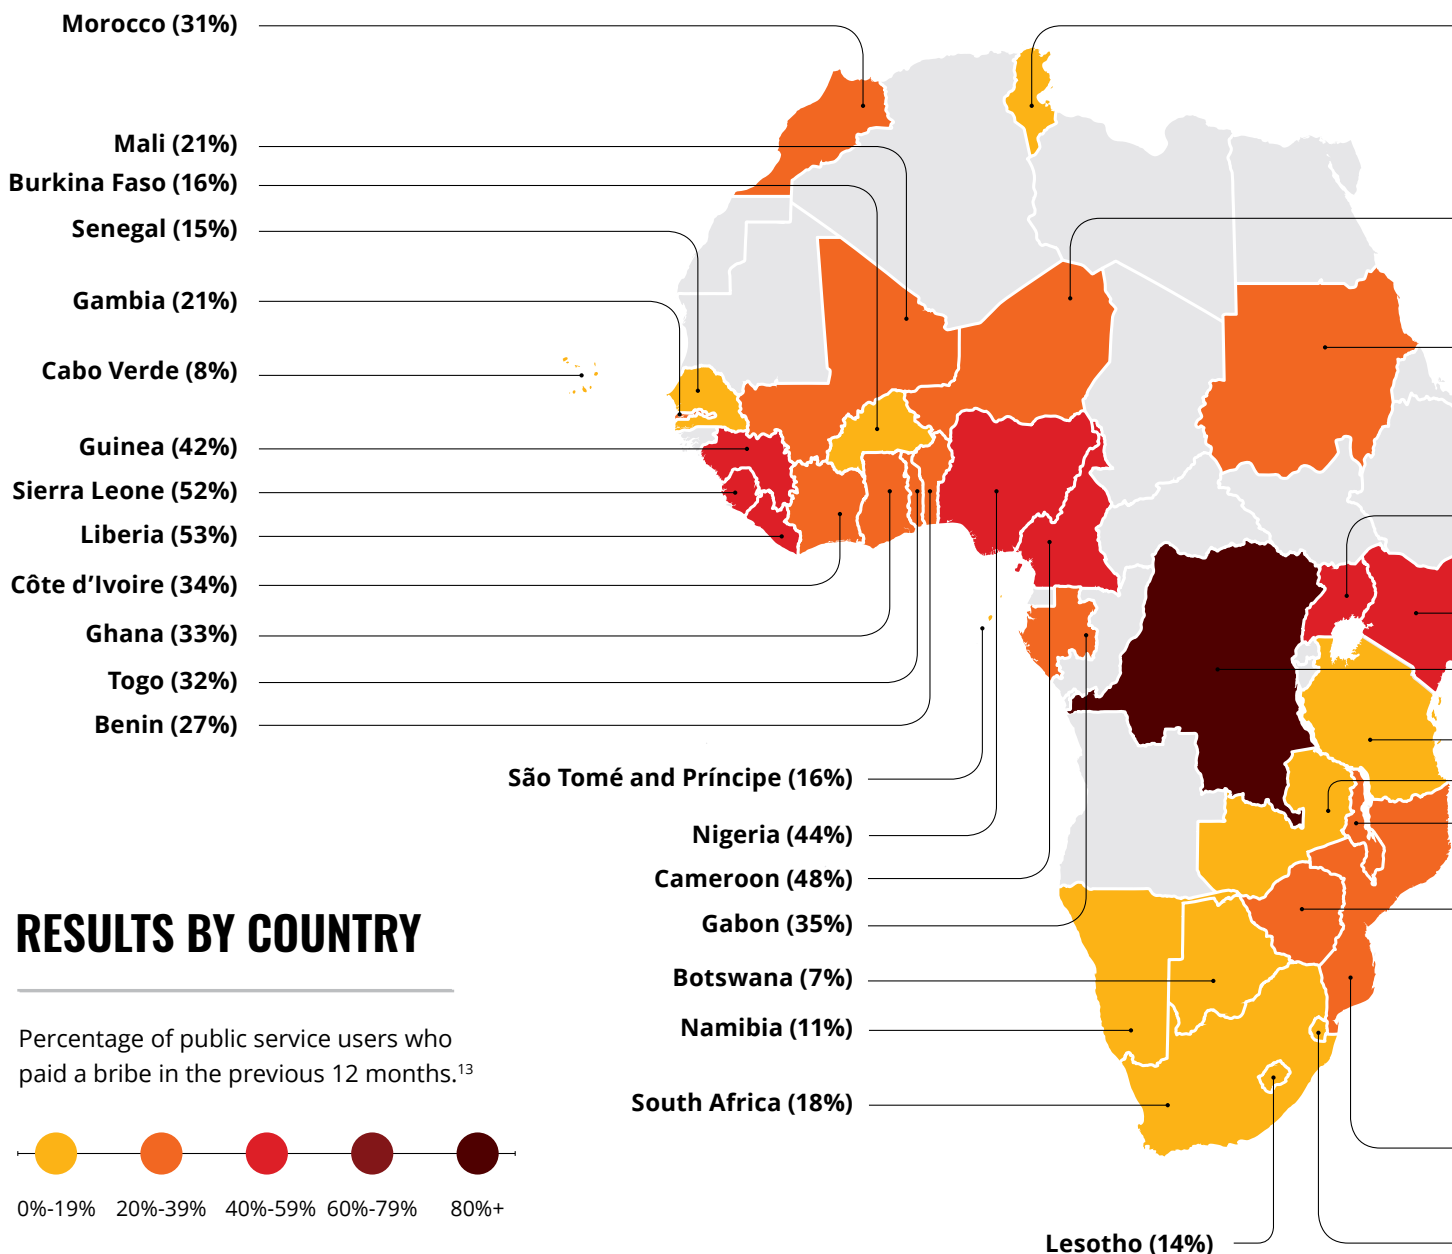 Morocco (31%)
Mali (21%)
Burkina Faso (16%)
Senegal (15%)
Gambia (21%)
Cabo Verde (8%)
Guinea (42%)
Sierra Leone (52%)
Liberia (53%)
Côte d’Ivoire (34%)
Ghana (33%)
Togo (32%)
Benin (27%)
São Tomé and Príncipe (16%)
Nigeria (44%)
Cameroon (48%)
Gabon (35%)
Botswana (7%)
Namibia (11%)
South Africa (18%)
Lesotho (14%)
RESULTS BY COUNTRY
Percentage of public service users who
paid a bribe in the previous 12 months.¹³
0%-19% 20%-39% 40%-59% 60%-79% 80%+